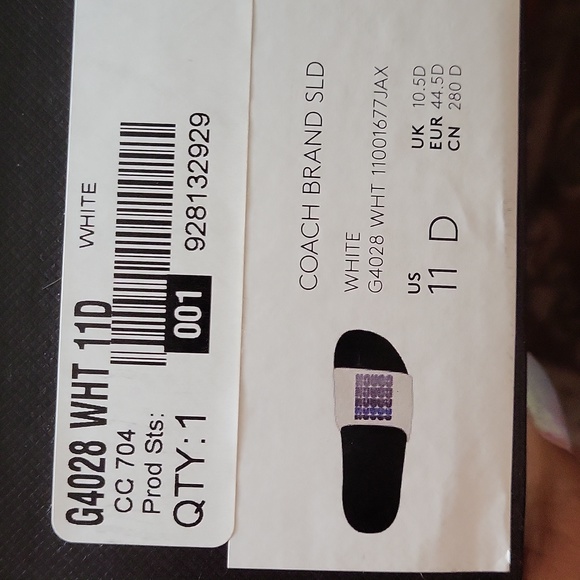 G4028 WHT 11D
WHITE
CC 704
Prod Sts:
QTY: 1
001
928132929
COACH BRAND SLD
WHITE
G4028 WHT 11001677JAX
US
11 D
UK 10.5D
EUR 44.5D
CN 280 D